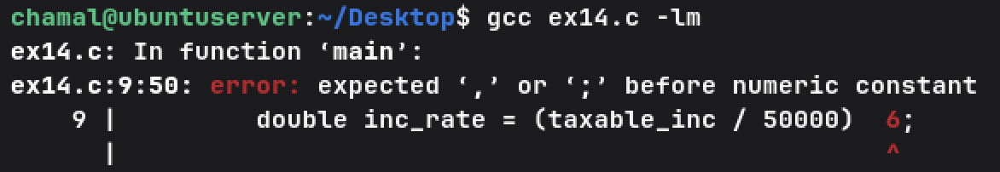 chamal@ubuntuserver:~/Desktop$ gcc ex14.c -lm
ex14.c: In function ‘main’:
ex14.c:9:50: error: expected ‘,’ or ‘;’ before numeric constant
    9 |         double inc_rate = (taxable_inc / 50000)  6;
      |                                                  ^